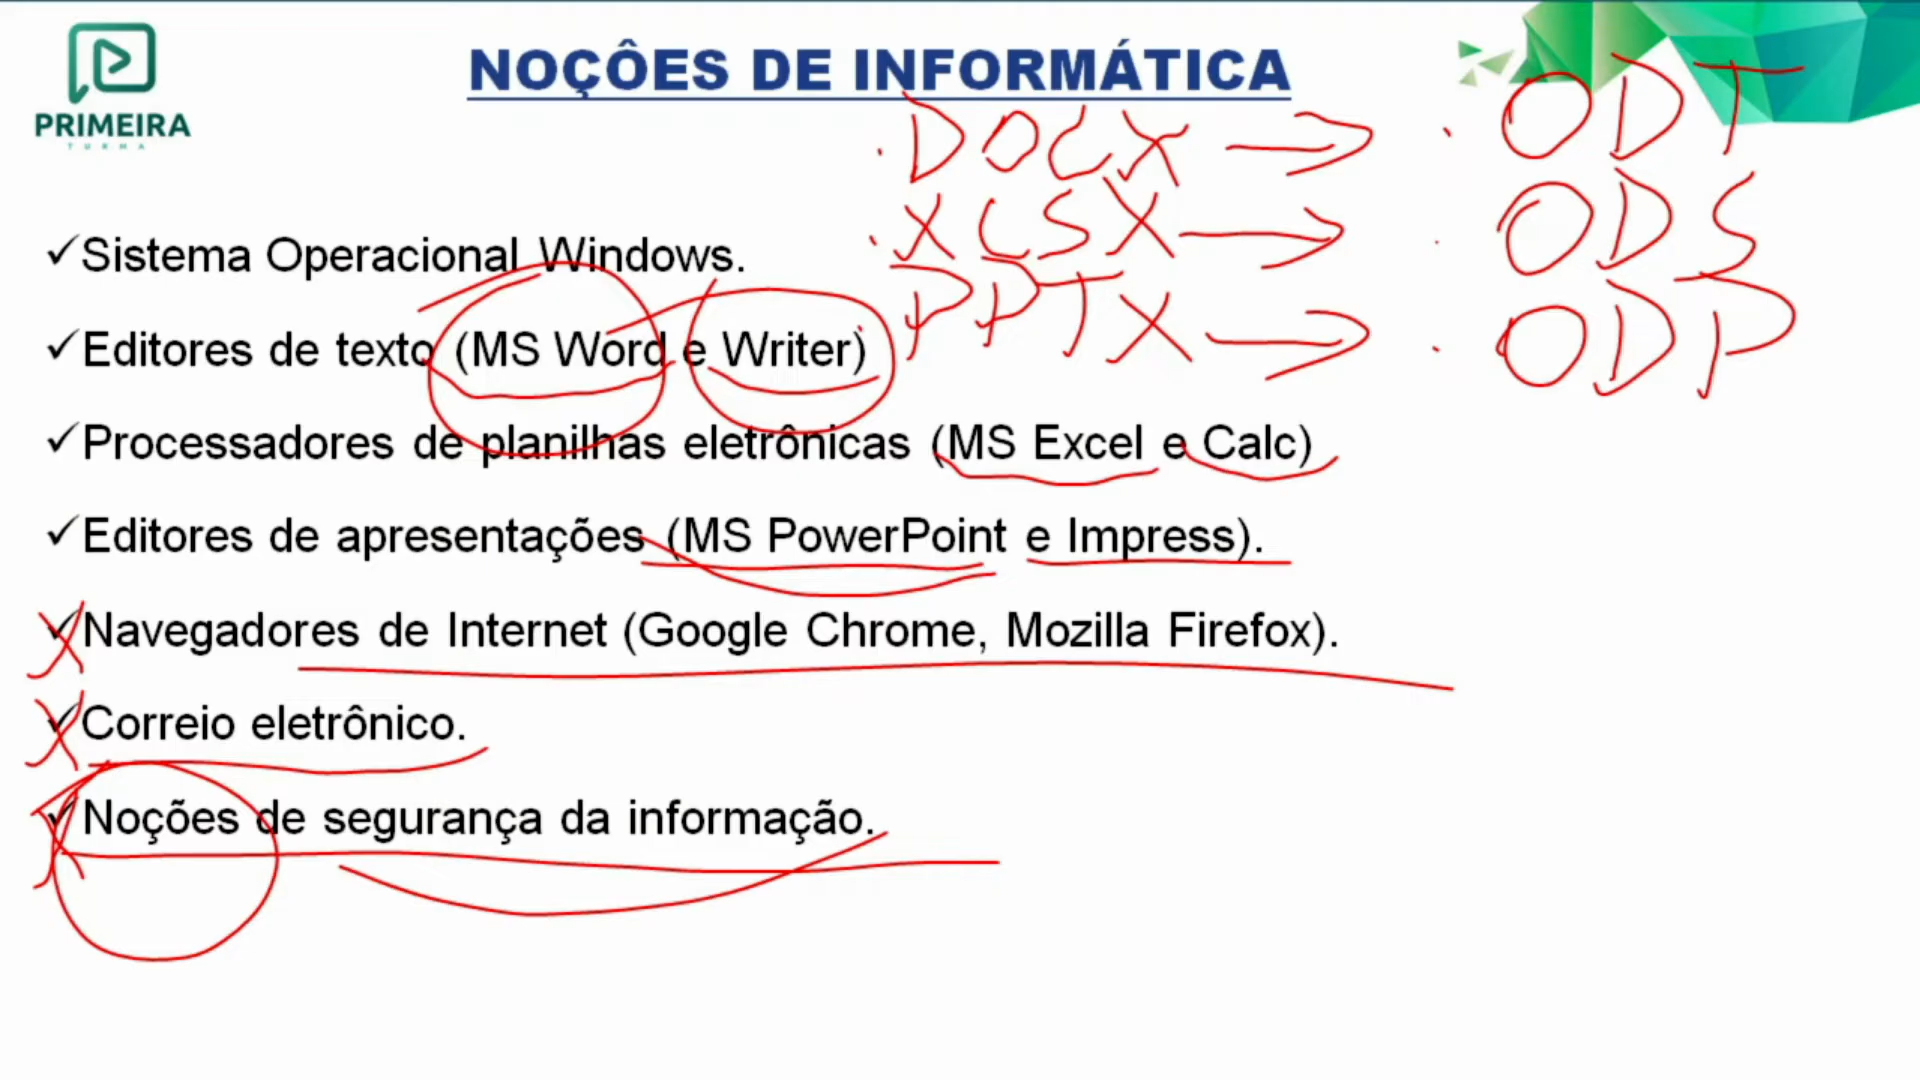 PRIMEIRA
TURMA
NOÇÕES DE INFORMÁTICA
.DOCX → .ODT
.XLSX → .ODS
.PPTX → .ODP
✓Sistema Operacional Windows.
✓Editores de texto (MS Word e Writer)
✓Processadores de planilhas eletrônicas (MS Excel e Calc)
✓Editores de apresentações (MS PowerPoint e Impress).
✓Navegadores de Internet (Google Chrome, Mozilla Firefox).
✓Correio eletrônico.
✓Noções de segurança da informação.